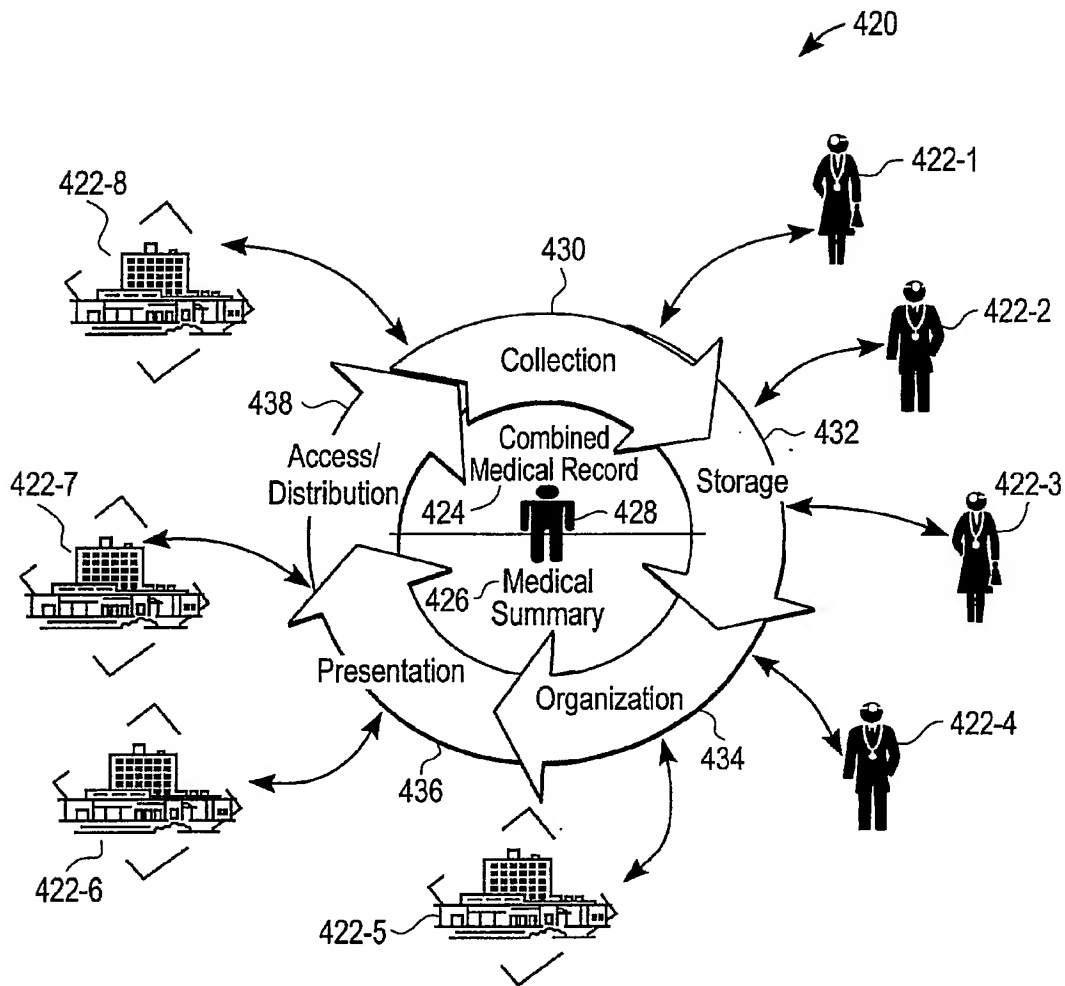 420
422-1
422-8
430
422-2
Collection
438
432
Combined
Medical Record
Access/
Distribution
Storage
422-7
424
428
422-3
426
Medical
Summary
Presentation
Organization
422-4
434
436
422-6
422-5